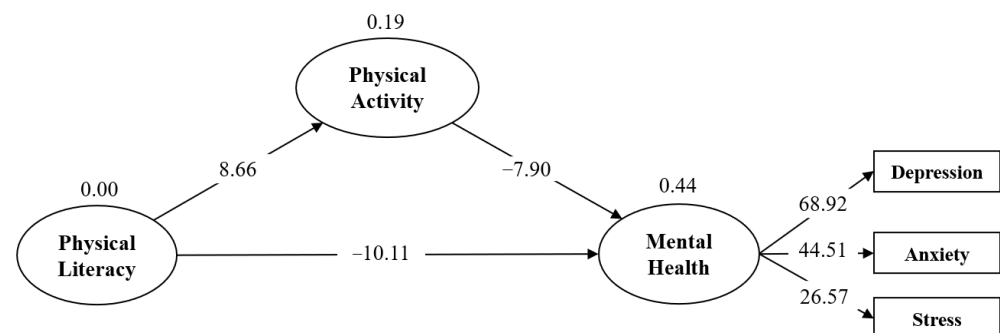 0.19
Physical
Activity
8.66
−7.90
0.00
0.44
Physical
Literacy
−10.11
Mental
Health
68.92
Depression
44.51
Anxiety
26.57
Stress